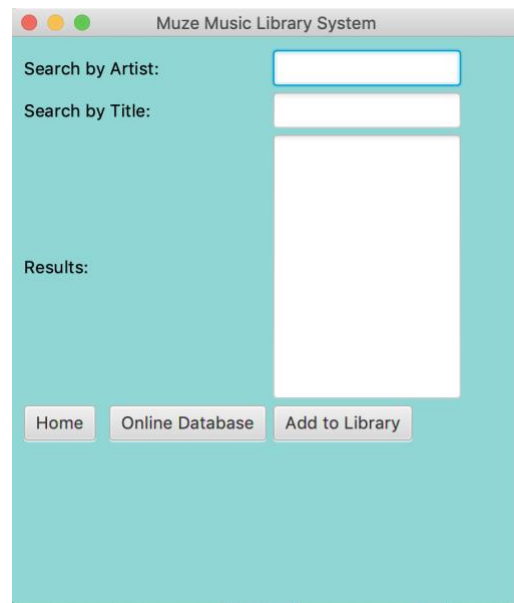 Muze Music Library System
Search by Artist:
Search by Title:
Results:
Home Online Database Add to Library